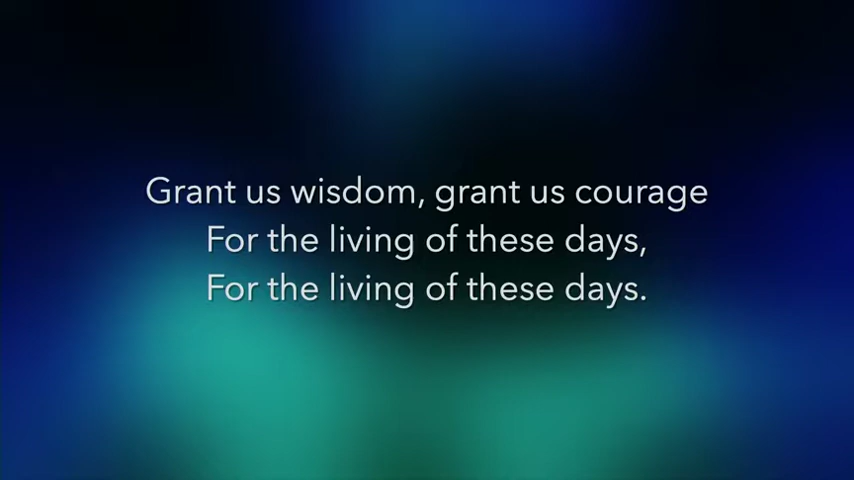 Grant us wisdom, grant us courage
For the living of these days,
For the living of these days.